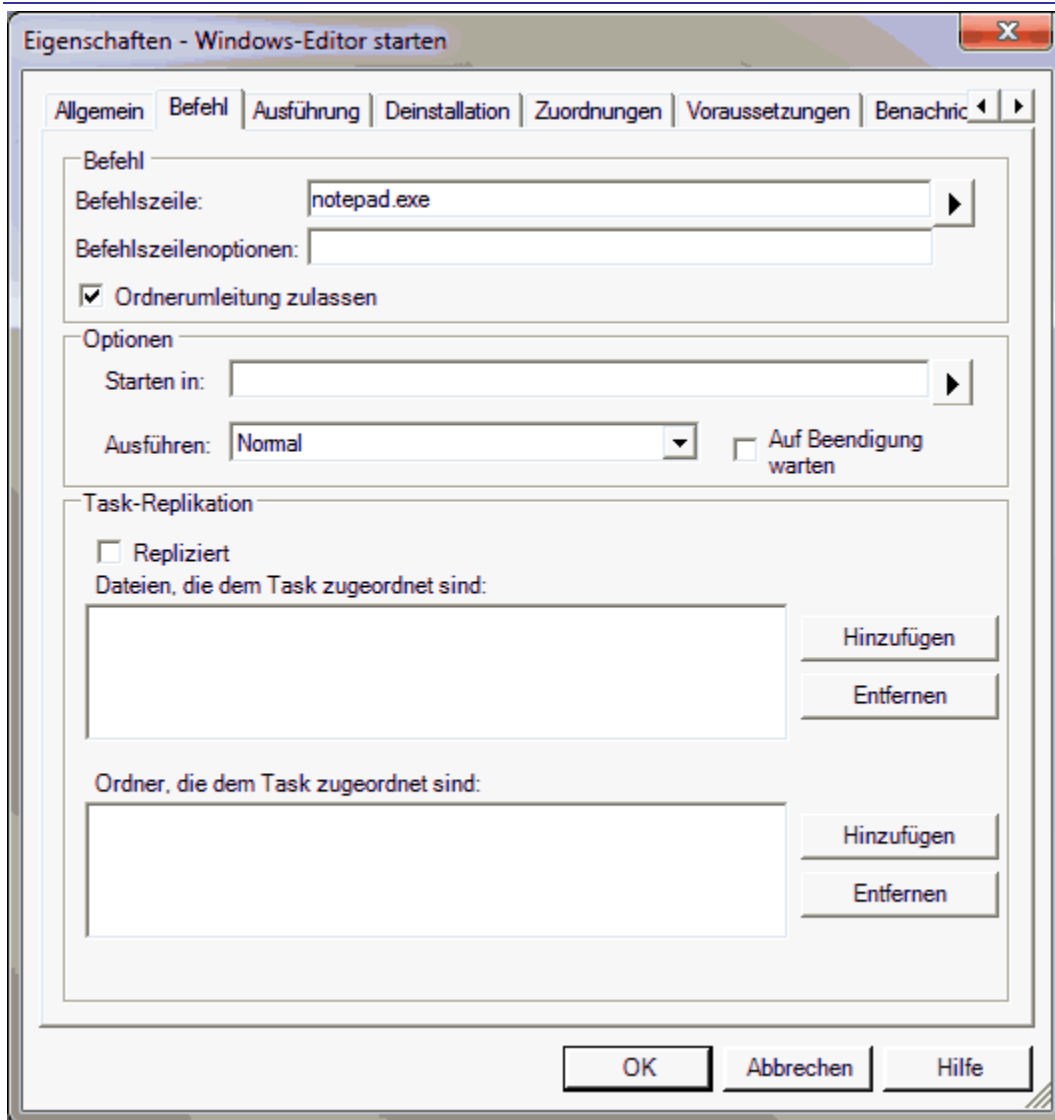 Eigenschaften - Windows-Editor starten
Allgemein Befehl Ausführung Deinstallation Zuordnungen Voraussetzungen Benachric
Befehl
Befehlszeile: notepad.exe
Befehlszeilenoptionen:
Ordnerumleitung zulassen
Optionen
Starten in:
Ausführen: Normal Auf Beendigung
warten
Task-Replikation
Repliziert
Dateien, die dem Task zugeordnet sind:
Hinzufügen
Entfernen
Ordner, die dem Task zugeordnet sind:
Hinzufügen
Entfernen
OK Abbrechen Hilfe